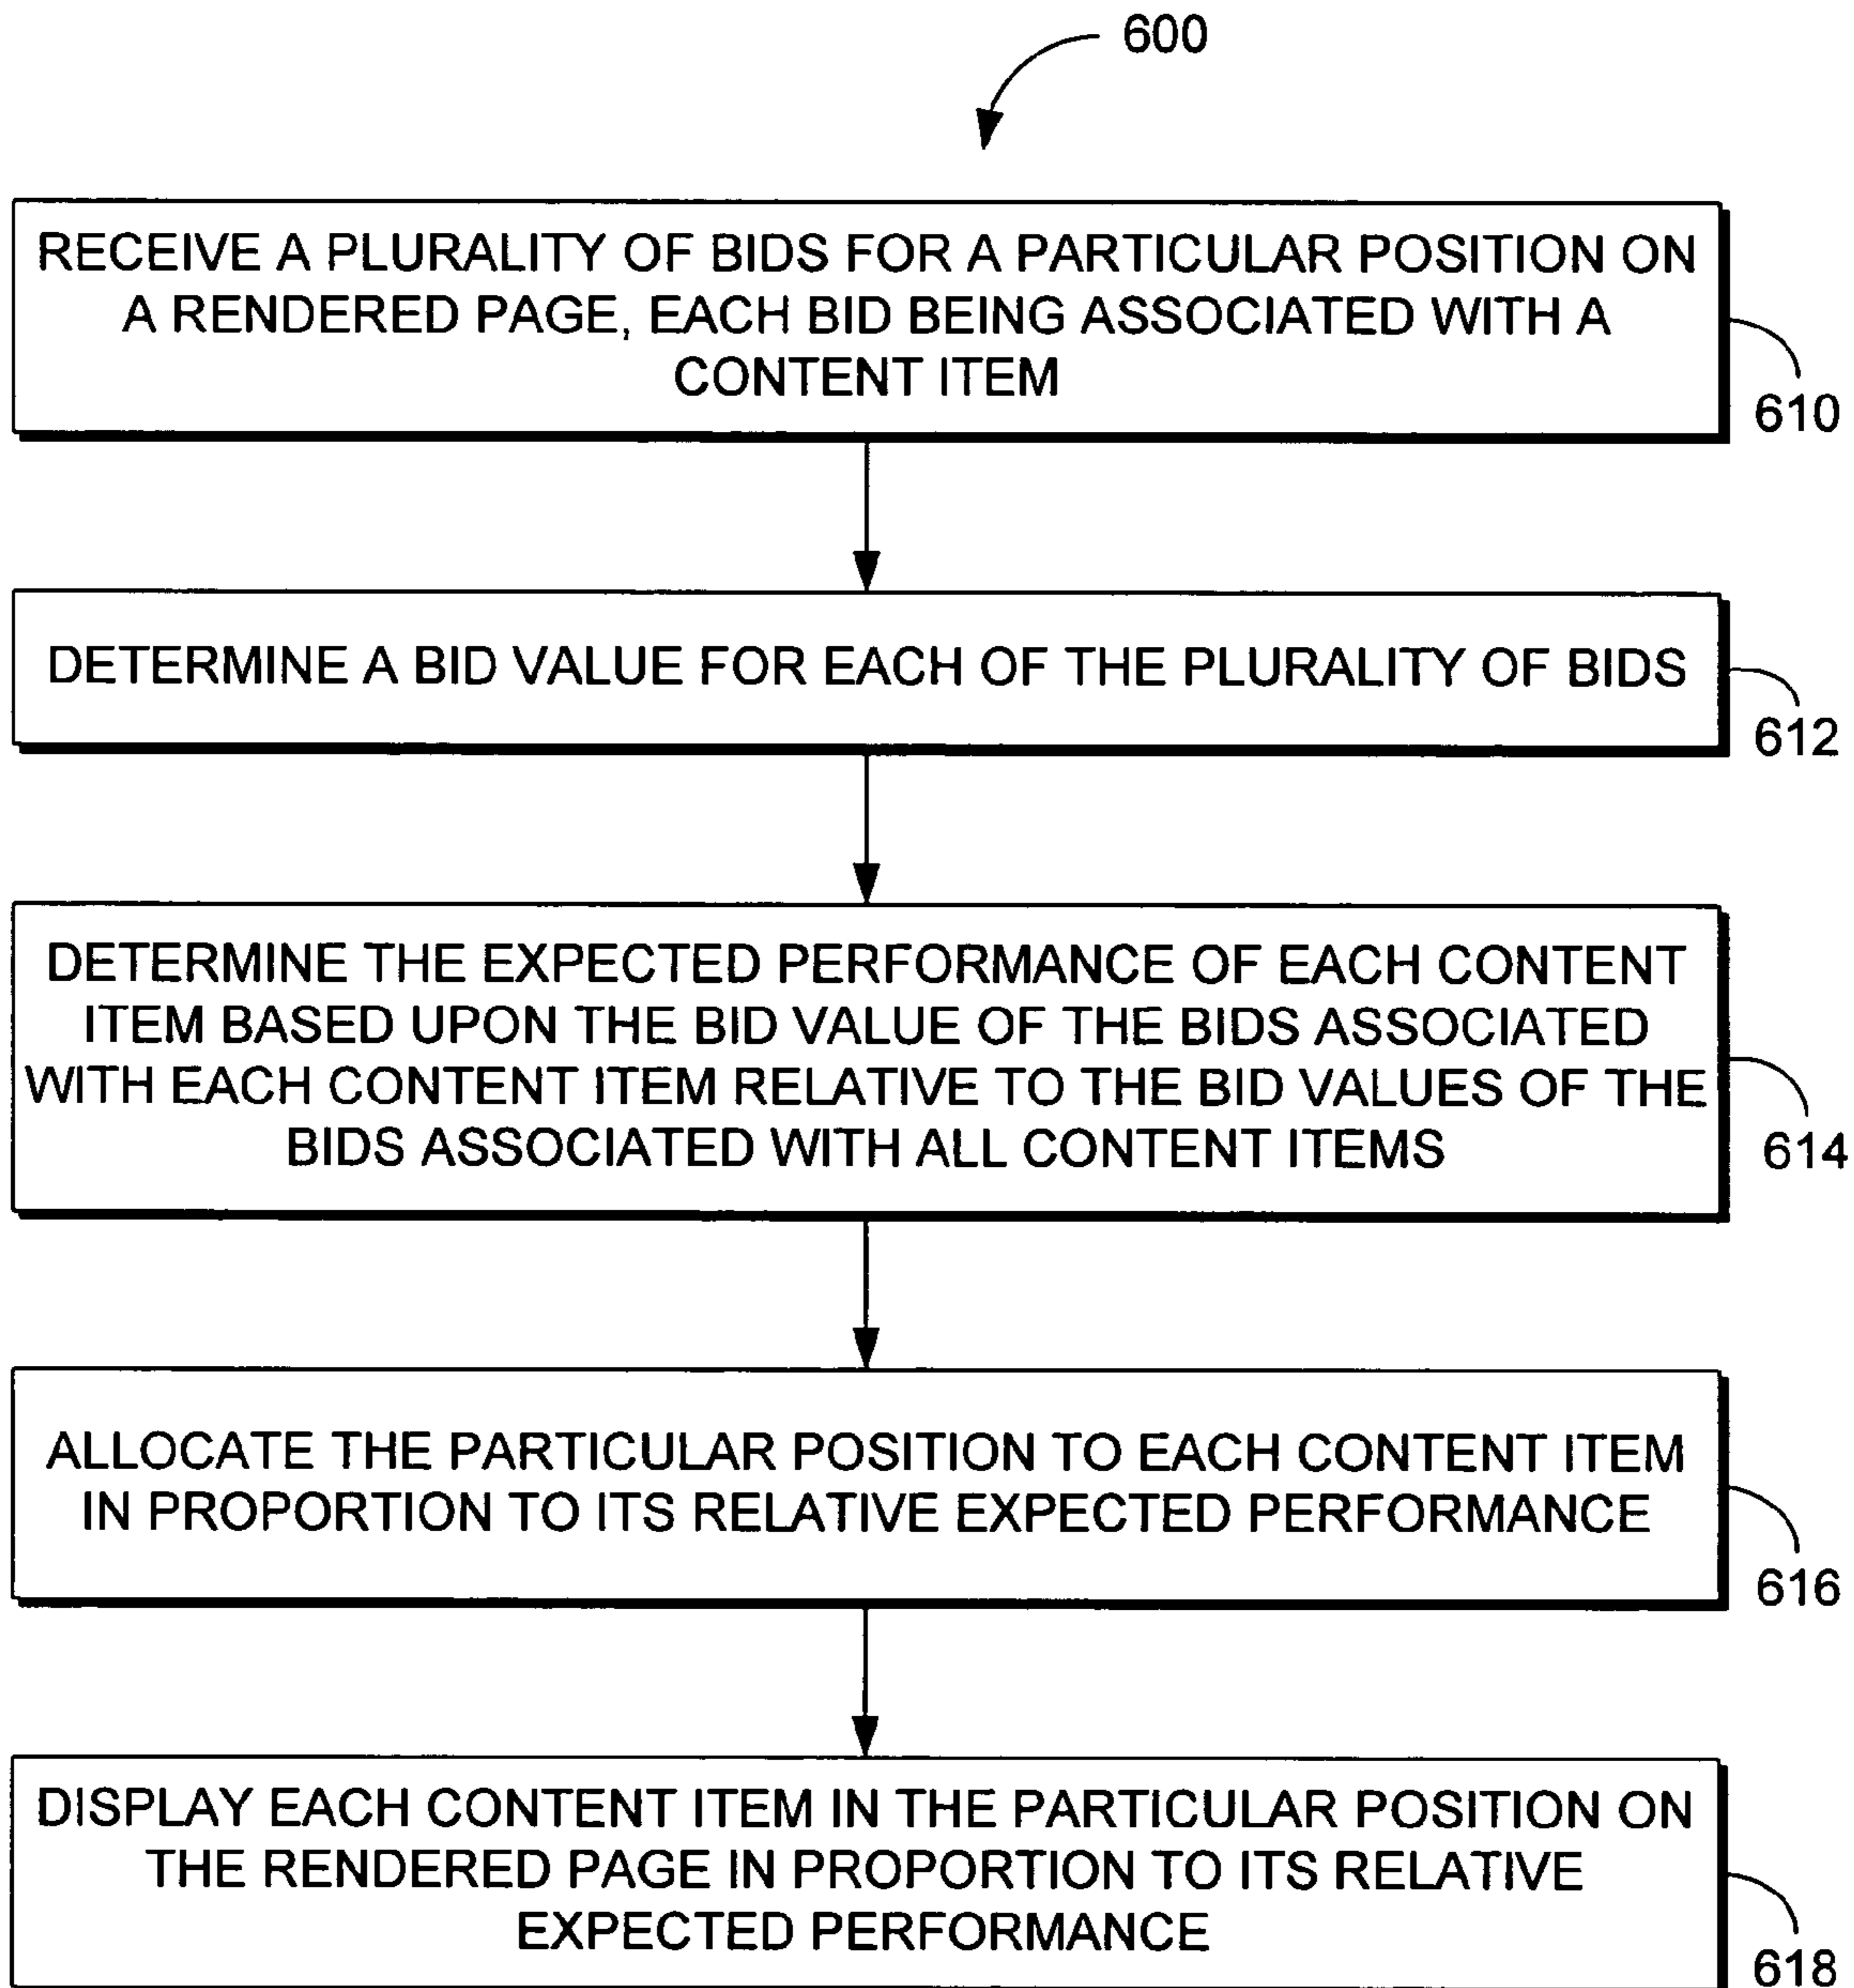 600
RECEIVE A PLURALITY OF BIDS FOR A PARTICULAR POSITION ON
A RENDERED PAGE, EACH BID BEING ASSOCIATED WITH A
CONTENT ITEM
610
DETERMINE A BID VALUE FOR EACH OF THE PLURALITY OF BIDS
612
DETERMINE THE EXPECTED PERFORMANCE OF EACH CONTENT
ITEM BASED UPON THE BID VALUE OF THE BIDS ASSOCIATED
WITH EACH CONTENT ITEM RELATIVE TO THE BID VALUES OF THE
BIDS ASSOCIATED WITH ALL CONTENT ITEMS
614
ALLOCATE THE PARTICULAR POSITION TO EACH CONTENT ITEM
IN PROPORTION TO ITS RELATIVE EXPECTED PERFORMANCE
616
DISPLAY EACH CONTENT ITEM IN THE PARTICULAR POSITION ON
THE RENDERED PAGE IN PROPORTION TO ITS RELATIVE
EXPECTED PERFORMANCE
618